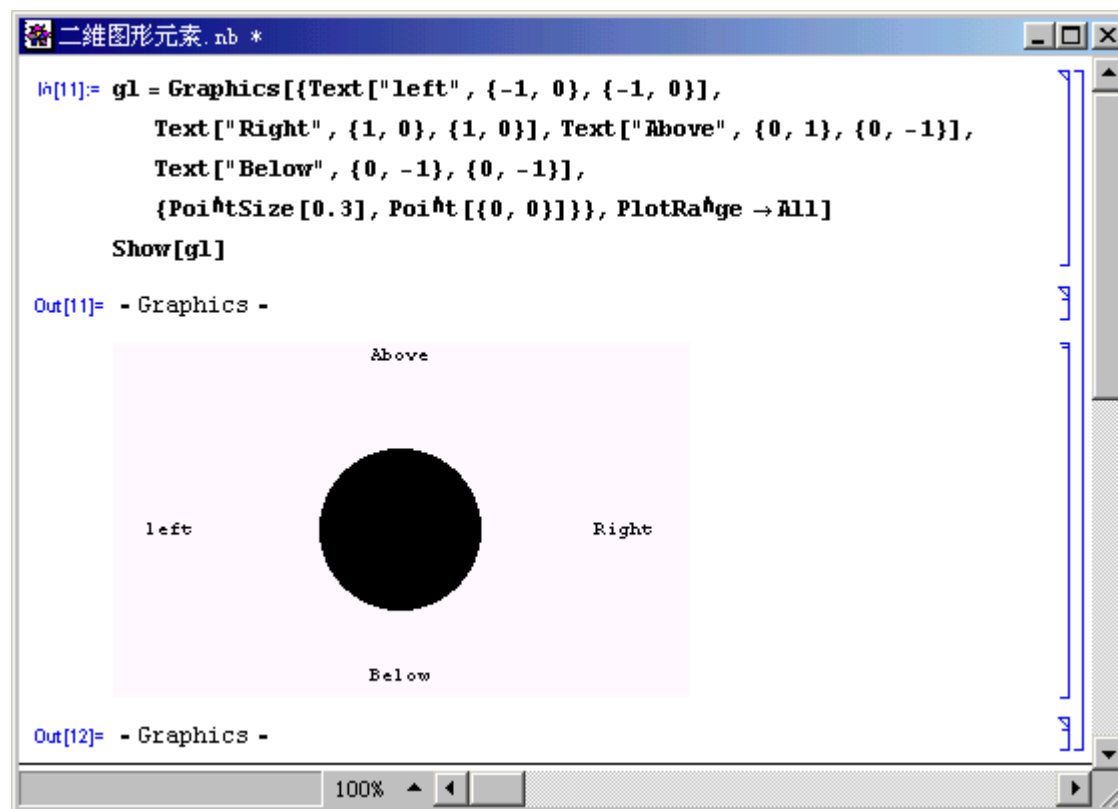 二维图形元素.nb *
In[11]:= gl = Graphics[{Text["left", {-1, 0}, {-1, 0}],
Text["Right", {1, 0}, {1, 0}], Text["Above", {0, 1}, {0, -1}],
Text["Below", {0, -1}, {0, -1}],
{PointSize[0.3], Point[{0, 0}]}}, PlotRange → All]
Show[gl]
Out[11]= - Graphics -
Above
left
Right
Below
Out[12]= - Graphics -
100%